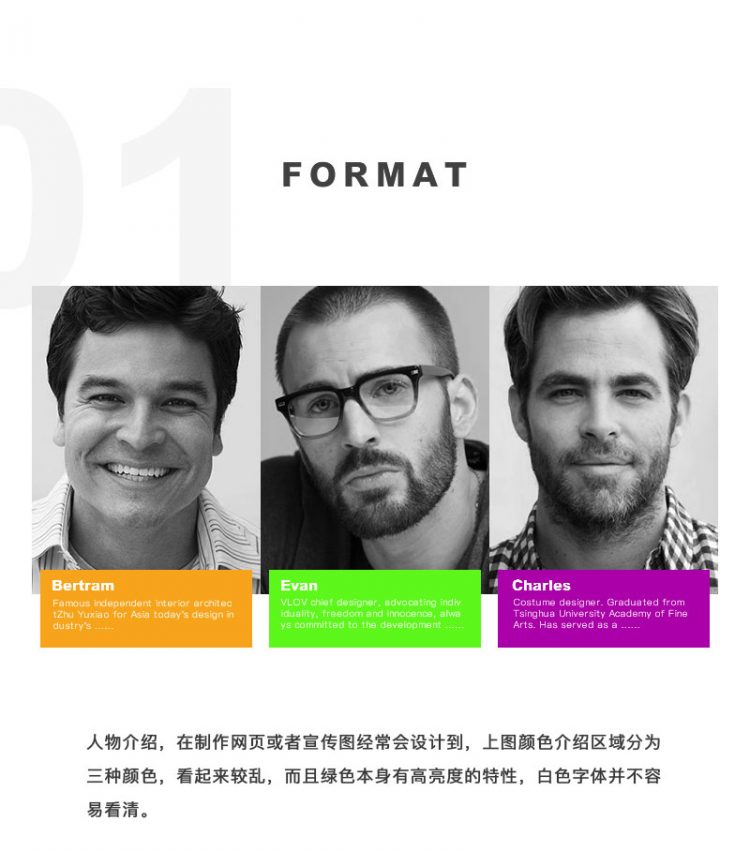 01
FORMAT
Bertram
Famous independent interior architec
tZhu Yuxiao for Asia today's design in
dustry's ......
Evan
VLOV chief designer, advocating indiv
iduality, freedom and innocence, alwa
ys committed to the development ......
Charles
Costume designer. Graduated from
Tsinghua University Academy of Fine
Arts. Has served as a ......
人物介绍，在制作网页或者宣传图经常会设计到，上图颜色介绍区域分为
三种颜色，看起来较乱，而且绿色本身有高亮度的特性，白色字体并不容
易看清。